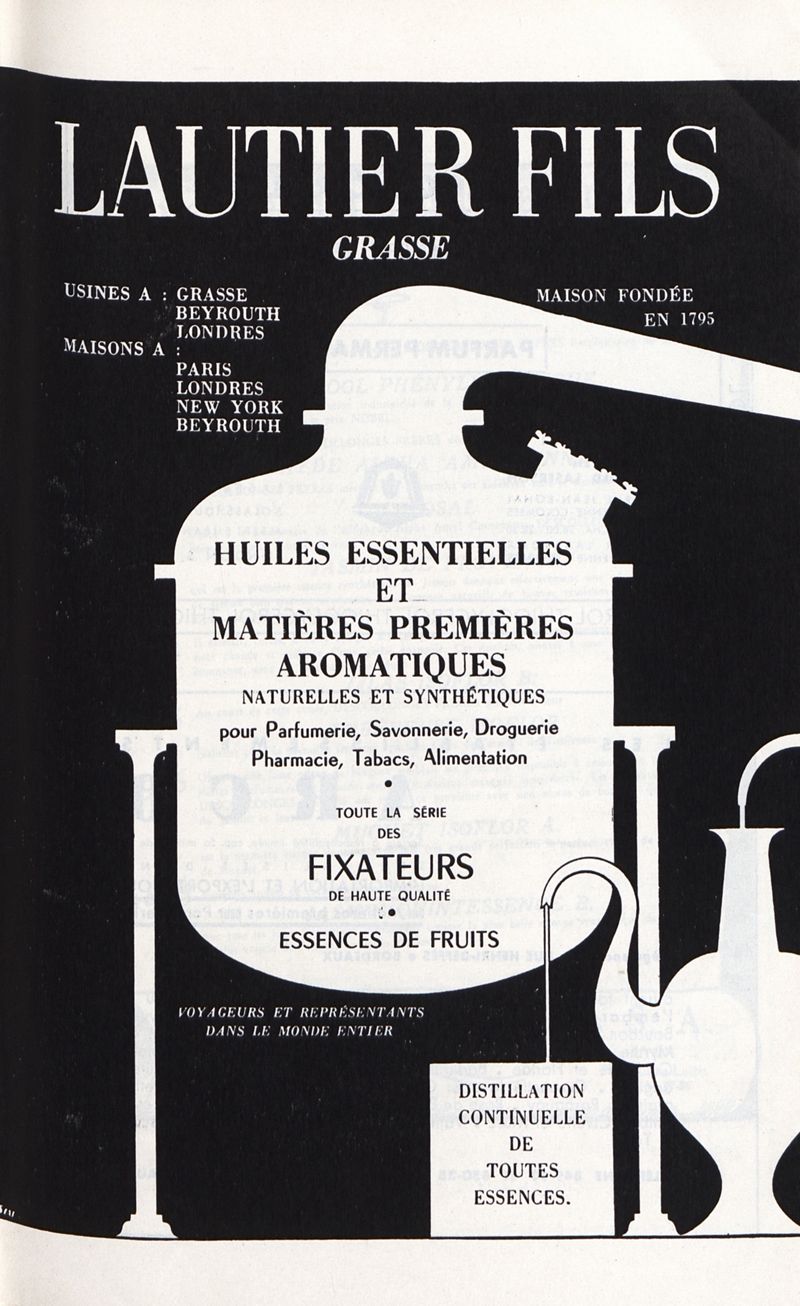 LAUTIER FILS
GRASSE
USINES A : GRASSE
BEYROUTH
LONDRES
MAISONS A :
PARIS
LONDRES
NEW YORK
BEYROUTH
MAISON FONDÉE
EN 1795
HUILES ESSENTIELLES
ET
MATIÈRES PREMIÈRES
AROMATIQUES
NATURELLES ET SYNTHÉTIQUES
pour Parfumerie, Savonnerie, Droguerie
Pharmacie, Tabacs, Alimentation
•
TOUTE LA SÉRIE
DES
FIXATEURS
DE HAUTE QUALITÉ
•
ESSENCES DE FRUITS
VOYAGEURS ET REPRÉSENTANTS
DANS LE MONDE ENTIER
DISTILLATION
CONTINUELLE
DE
TOUTES
ESSENCES.